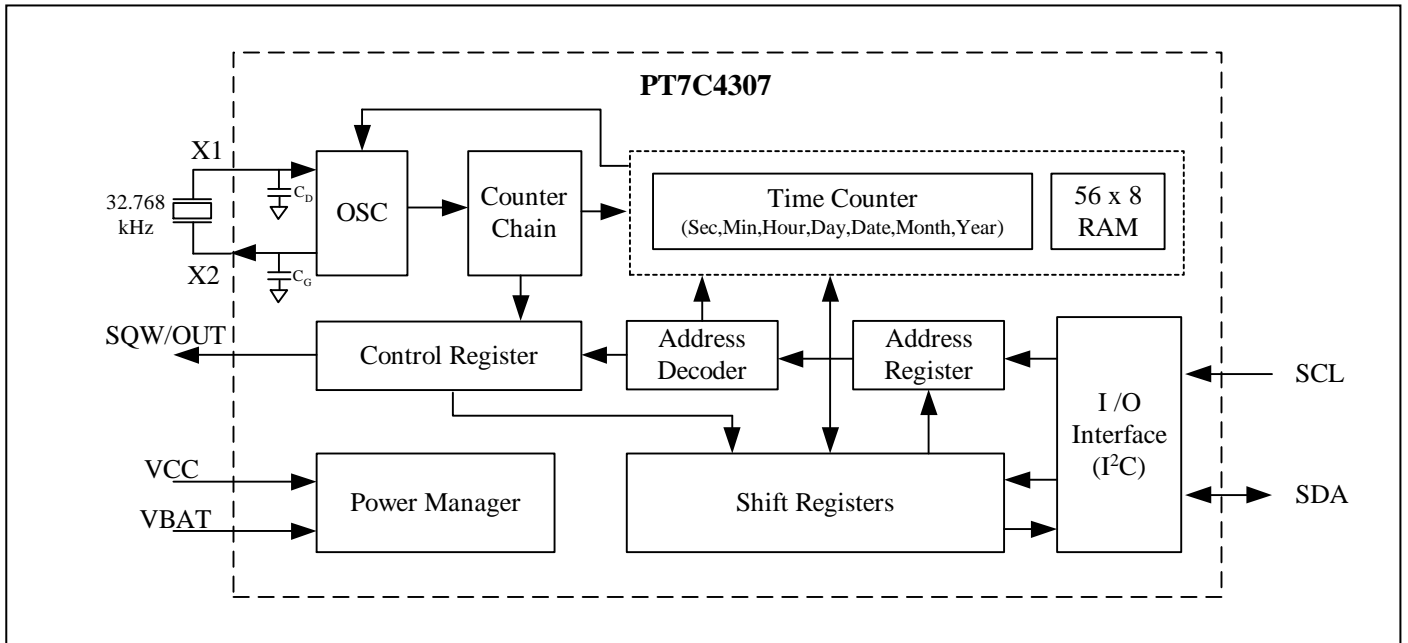 PT7C4307
X1
32.768
kHz
X2
C_D
C_G
OSC
Counter
Chain
Time Counter
(Sec,Min,Hour,Day,Date,Month,Year)
56 x 8
RAM
SQW/OUT
Control Register
Address
Decoder
Address
Register
I /O
Interface
(I²C)
SCL
SDA
VCC
VBAT
Power Manager
Shift Registers